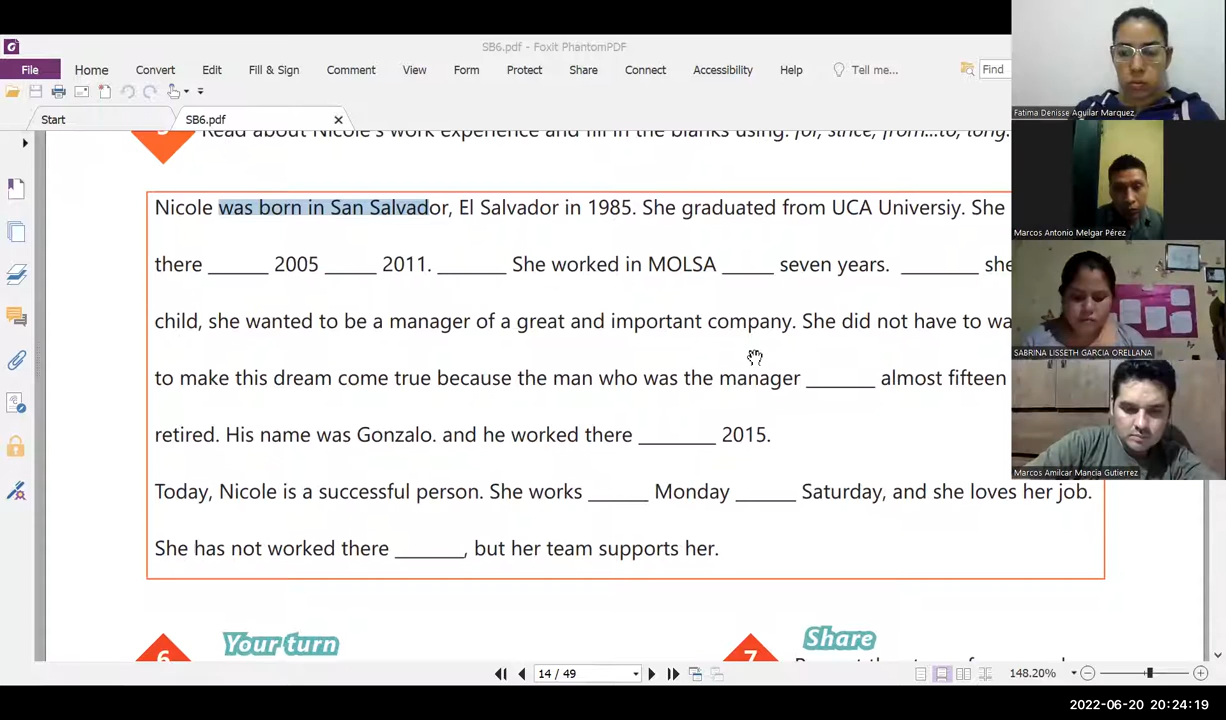 SB6.pdf - Foxit PhantomPDF
File Home Convert Edit Fill & Sign Comment View Form Protect Share Connect Accessibility Help Tell me... Find
Start SB6.pdf
Read about Nicole's work experience and fill in the blanks using: for, since, from...to, long.
Nicole was born in San Salvador, El Salvador in 1985. She graduated from UCA Universiy. She
there ______ 2005 _____ 2011. _______ She worked in MOLSA _____ seven years. ________ she
child, she wanted to be a manager of a great and important company. She did not have to wa
to make this dream come true because the man who was the manager _______ almost fifteen
retired. His name was Gonzalo. and he worked there ________ 2015.
Today, Nicole is a successful person. She works ______ Monday ______ Saturday, and she loves her job.
She has not worked there _______, but her team supports her.
6 Your turn
7 Share
14 / 49
148.20%
Fatima Denisse Aguilar Marquez
Marcos Antonio Melgar Pérez
SABRINA LISSETH GARCIA ORELLANA
Marcos Amilcar Mancia Gutierrez
2022-06-20 20:24:19